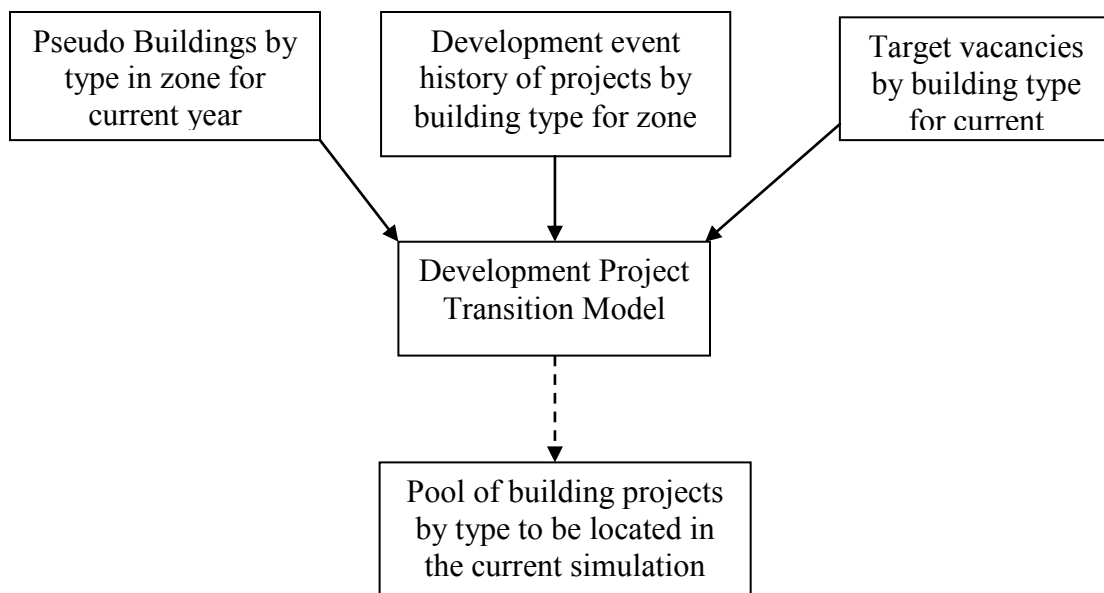 Pseudo Buildings by
type in zone for
current year
Development event
history of projects by
building type for zone
Target vacancies
by building type
for current
Development Project
Transition Model
Pool of building projects
by type to be located in
the current simulation